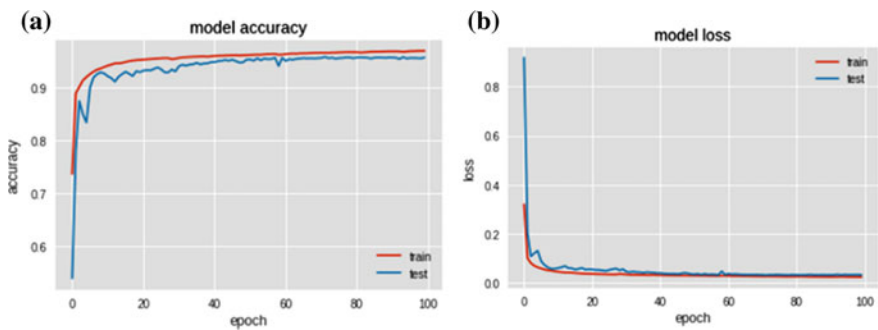 (a)
model accuracy
accuracy
0.9
0.8
0.7
0.6
0 20 40 60 80 100
epoch
train
test
(b)
model loss
loss
0.8
0.6
0.4
0.2
0.0
0 20 40 60 80 100
epoch
train
test